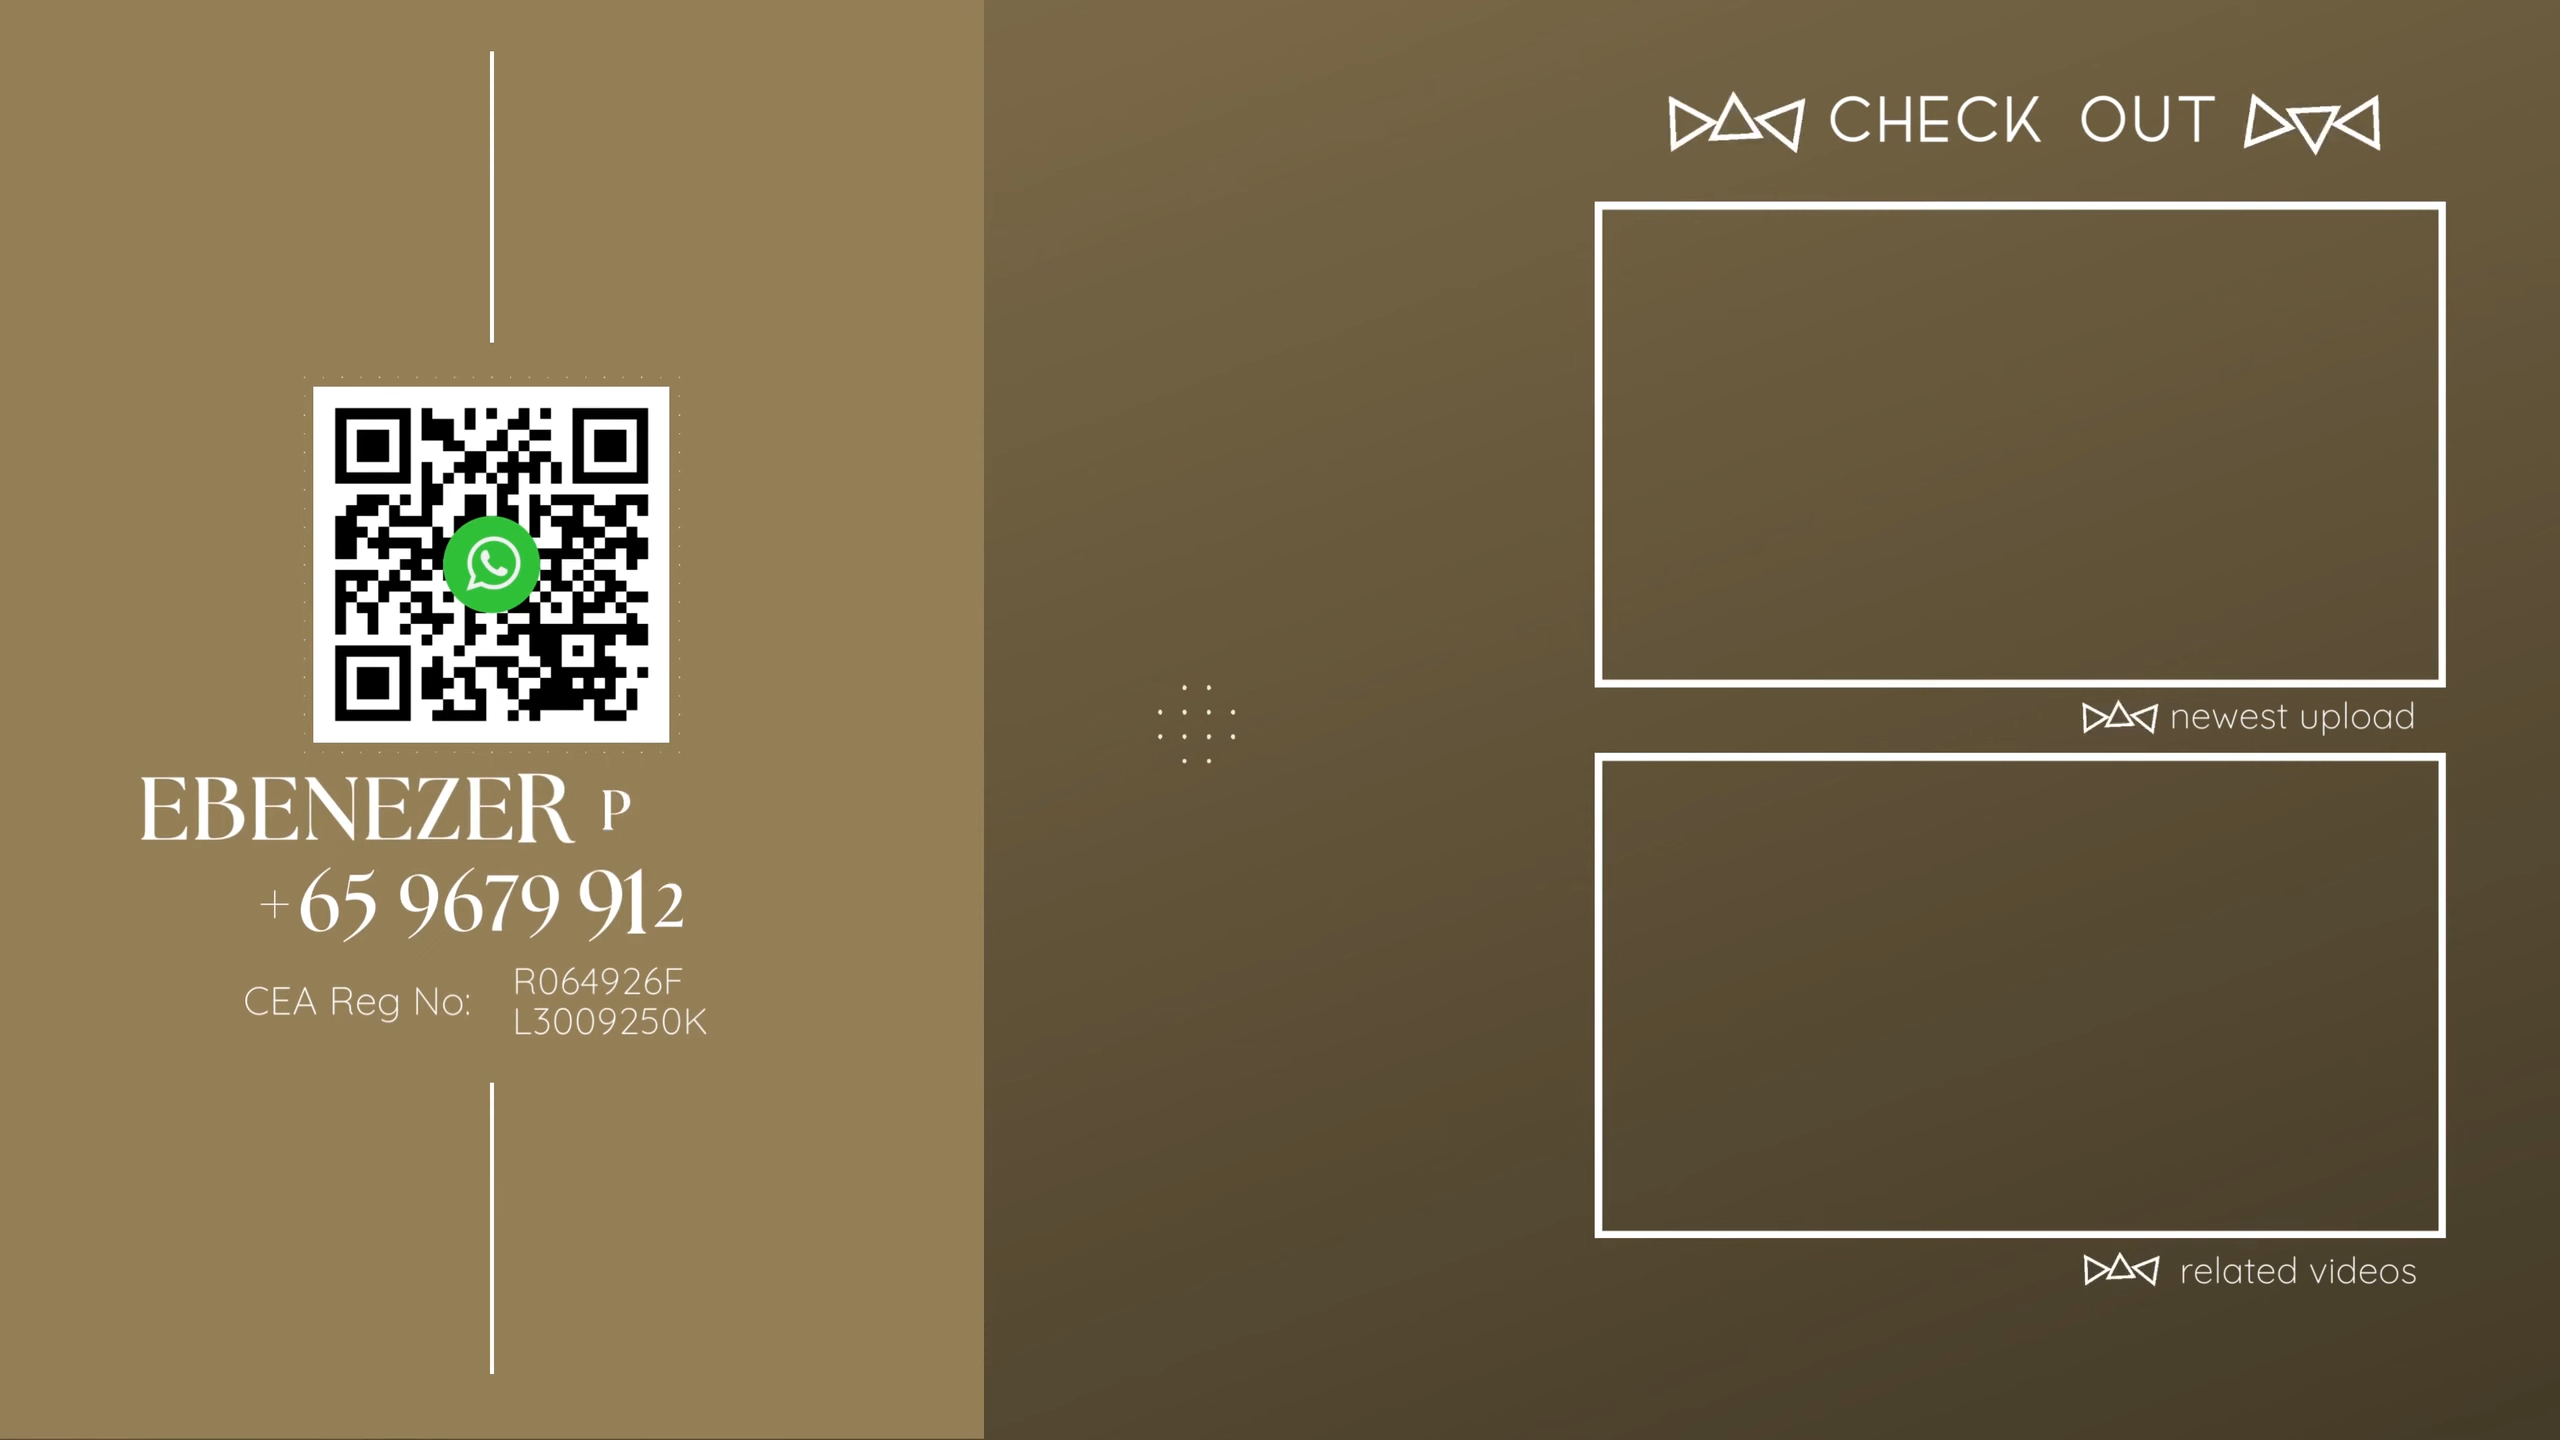 EBENEZER P
+65 9679 912
CEA Reg No:
R064926F
L3009250K
CHECK OUT
newest upload
related videos